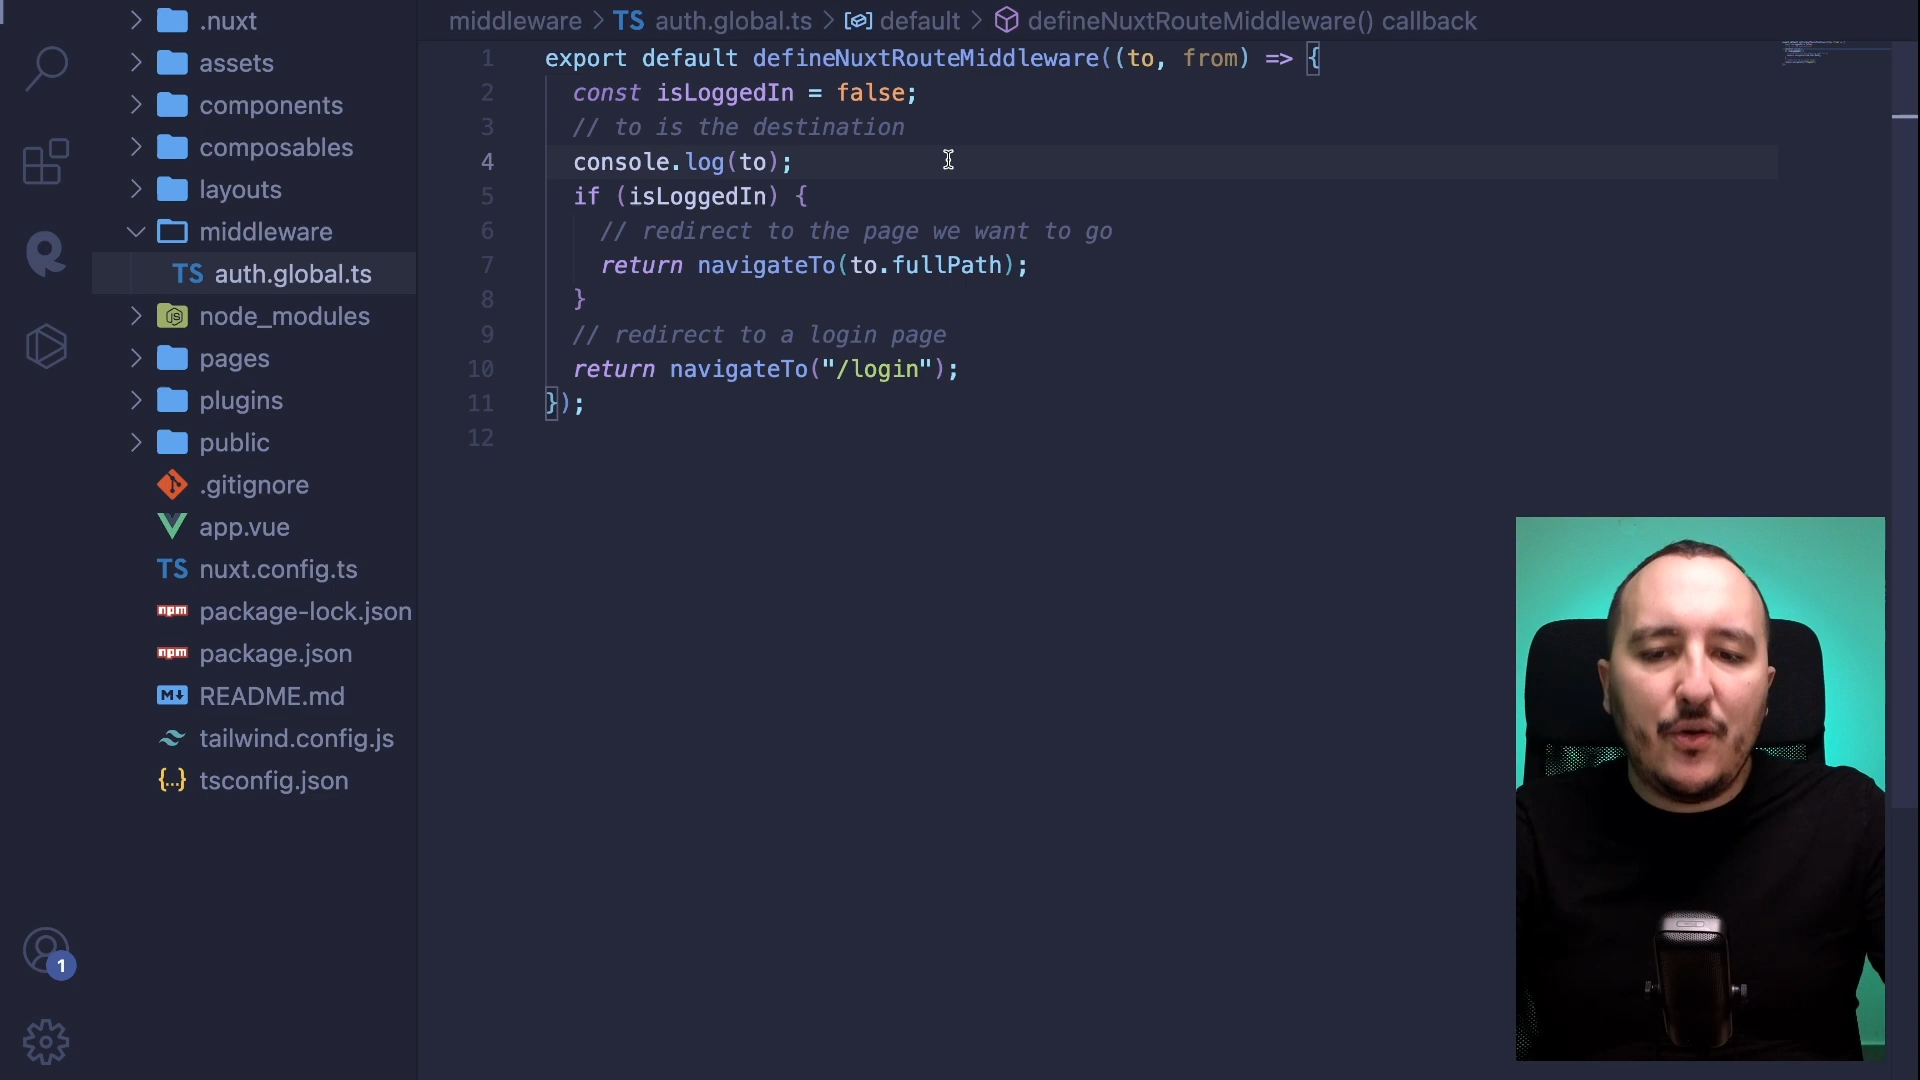 .nuxt
assets
components
composables
layouts
middleware
TS auth.global.ts
node_modules
pages
plugins
public
.gitignore
app.vue
TS nuxt.config.ts
npm package-lock.json
npm package.json
M README.md
tailwind.config.js
{...} tsconfig.json
1
middleware > TS auth.global.ts > default > defineNuxtRouteMiddleware() callback
1 export default defineNuxtRouteMiddleware((to, from) => {
2 const isLoggedIn = false;
3 // to is the destination
4 console.log(to);
5 if (isLoggedIn) {
6 // redirect to the page we want to go
7 return navigateTo(to.fullPath);
8 }
9 // redirect to a login page
10 return navigateTo("/login");
11 });
12